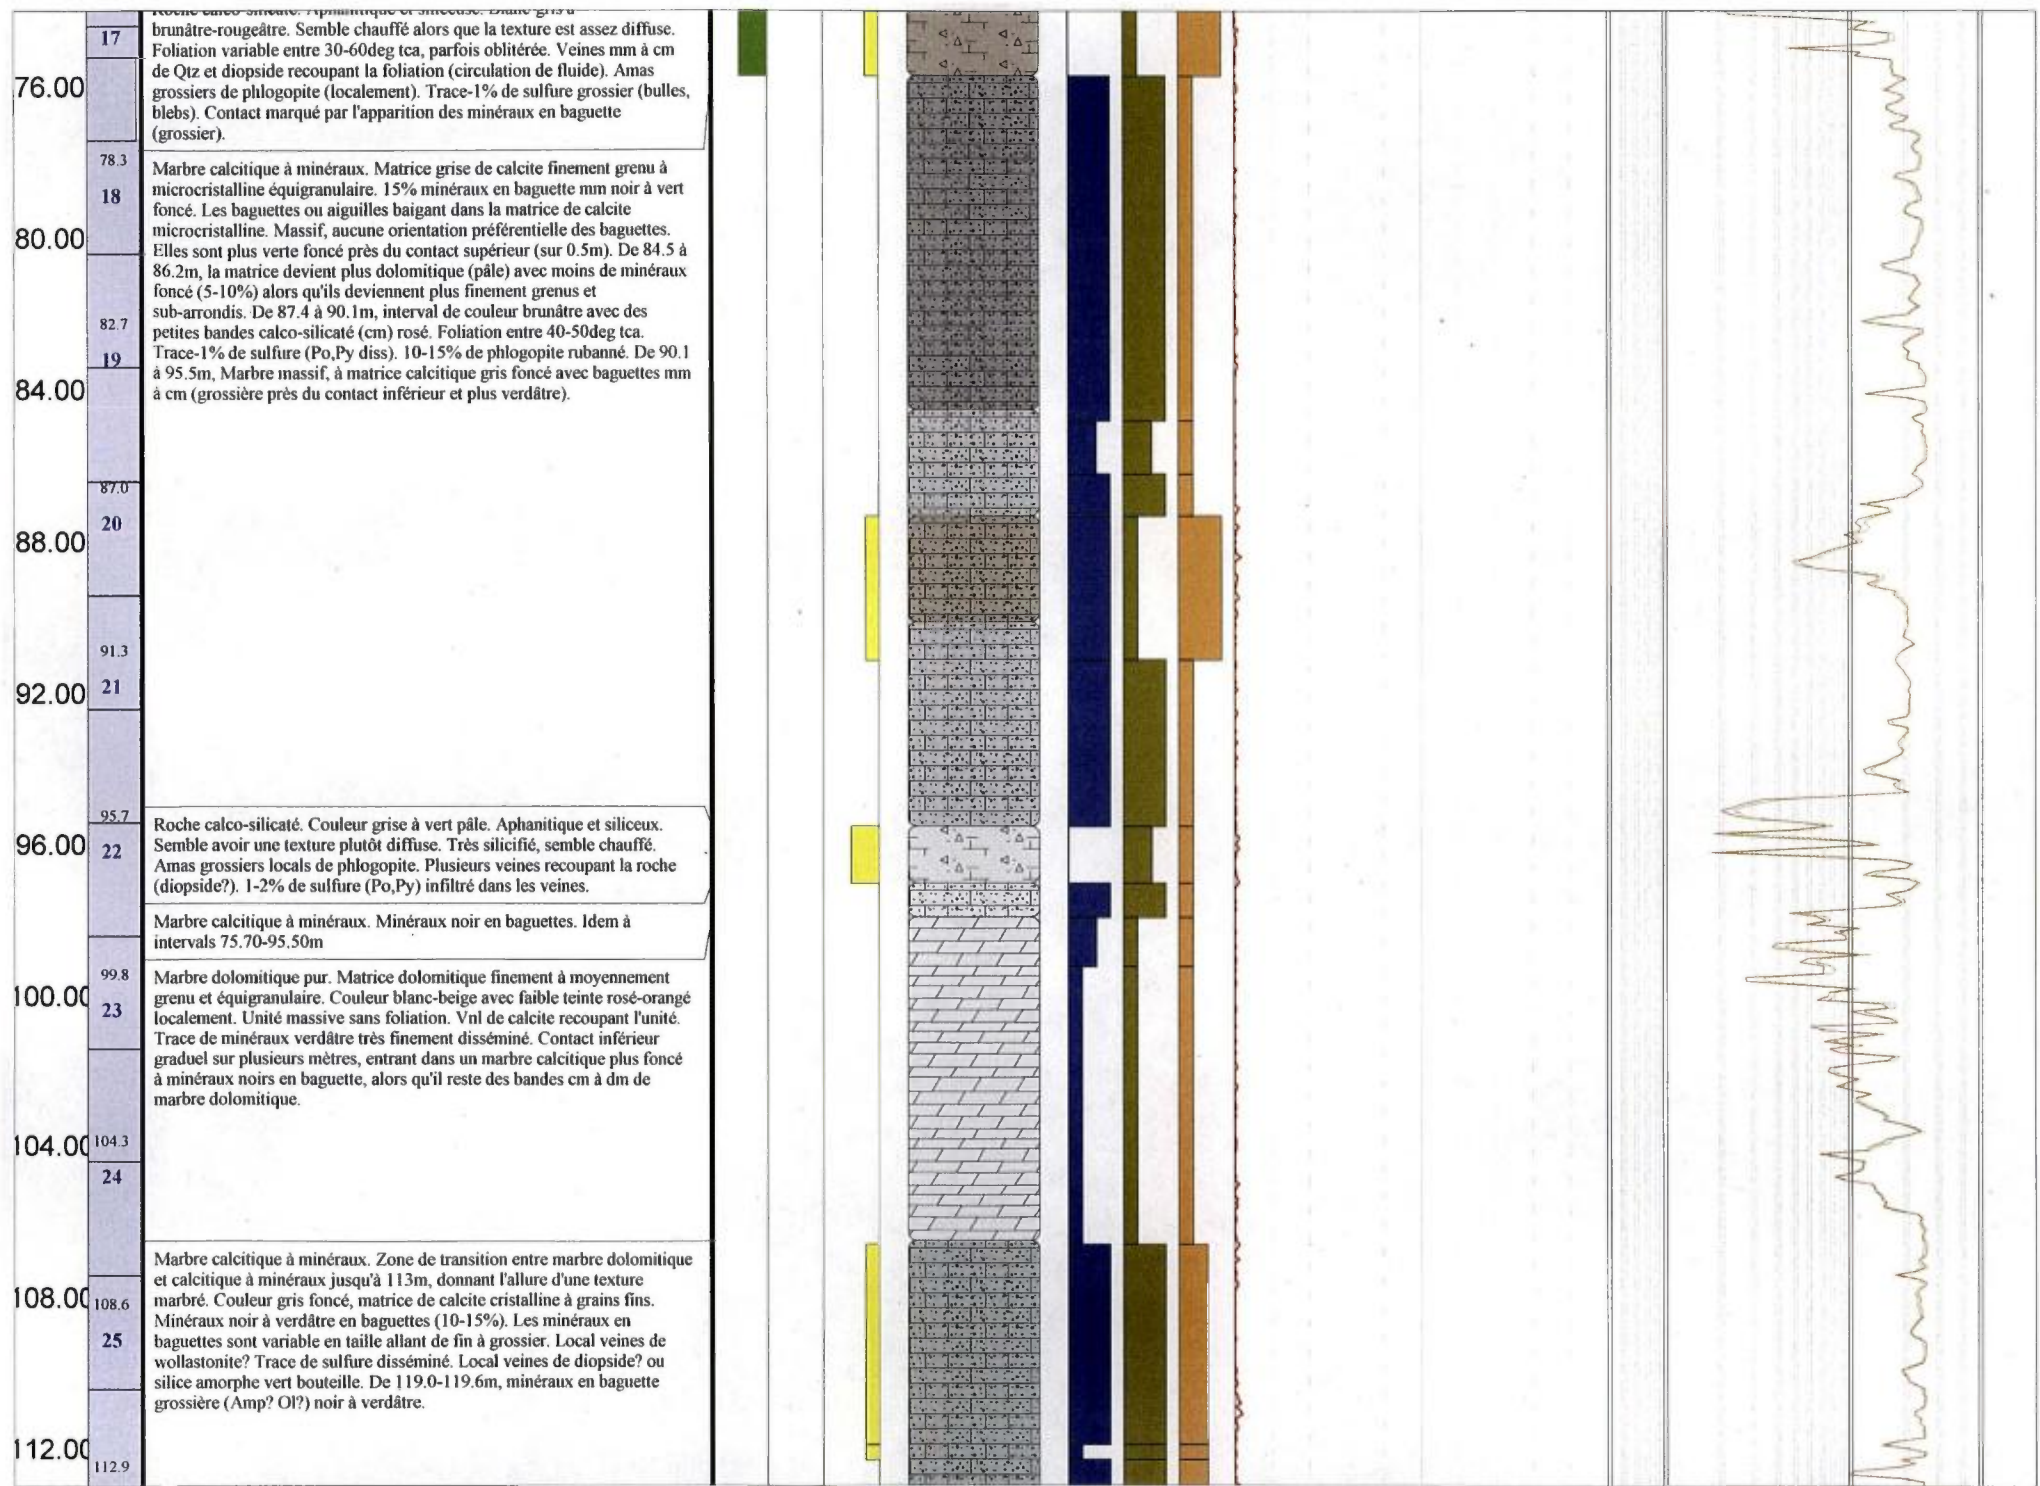 76.00
80.00
84.00
88.00
92.00
96.00
100.00
104.00
108.00
112.00
17
78.3
18
82.7
19
87.0
20
91.3
21
95.7
22
99.8
23
104.3
24
108.6
25
112.9
Roche calco-silicaté. Aphanitique et siliceuse. Blanc-gris à
brunâtre-rougeâtre. Semble chauffé alors que la texture est assez diffuse.
Foliation variable entre 30-60deg tca, parfois oblitérée. Veines mm à cm
de Qtz et diopside recoupant la foliation (circulation de fluide). Amas
grossiers de phlogopite (localement). Trace-1% de sulfure grossier (bulles,
blebs). Contact marqué par l'apparition des minéraux en baguette
(grossier).
Marbre calcitique à minéraux. Matrice grise de calcite finement grenu à
microcristalline équigranulaire. 15% minéraux en baguette mm noir à vert
foncé. Les baguettes ou aiguilles baigant dans la matrice de calcite
microcristalline. Massif, aucune orientation préférentielle des baguettes.
Elles sont plus verte foncé près du contact supérieur (sur 0.5m). De 84.5 à
86.2m, la matrice devient plus dolomitique (pâle) avec moins de minéraux
foncé (5-10%) alors qu'ils deviennent plus finement grenus et
sub-arrondis. De 87.4 à 90.1m, interval de couleur brunâtre avec des
petites bandes calco-silicaté (cm) rosé. Foliation entre 40-50deg tca.
Trace-1% de sulfure (Po,Py diss). 10-15% de phlogopite rubanné. De 90.1
à 95.5m, Marbre massif, à matrice calcitique gris foncé avec baguettes mm
à cm (grossière près du contact inférieur et plus verdâtre).
Roche calco-silicaté. Couleur grise à vert pâle. Aphanitique et siliceux.
Semble avoir une texture plutôt diffuse. Très silicifié, semble chauffé.
Amas grossiers locals de phlogopite. Plusieurs veines recoupant la roche
(diopside?). 1-2% de sulfure (Po,Py) infiltré dans les veines.
Marbre calcitique à minéraux. Minéraux noir en baguettes. Idem à
intervals 75.70-95.50m
Marbre dolomitique pur. Matrice dolomitique finement à moyennement
grenu et équigranulaire. Couleur blanc-beige avec faible teinte rosé-orangé
localement. Unité massive sans foliation. Vnl de calcite recoupant l'unité.
Trace de minéraux verdâtre très finement disséminé. Contact inférieur
graduel sur plusieurs mètres, entrant dans un marbre calcitique plus foncé
à minéraux noirs en baguette, alors qu'il reste des bandes cm à dm de
marbre dolomitique.
Marbre calcitique à minéraux. Zone de transition entre marbre dolomitique
et calcitique à minéraux jusqu'à 113m, donnant l'allure d'une texture
marbré. Couleur gris foncé, matrice de calcite cristalline à grains fins.
Minéraux noir à verdâtre en baguettes (10-15%). Les minéraux en
baguettes sont variable en taille allant de fin à grossier. Local veines de
wollastonite? Trace de sulfure disséminé. Local veines de diopside? ou
silice amorphe vert bouteille. De 119.0-119.6m, minéraux en baguette
grossière (Amp? Ol?) noir à verdâtre.